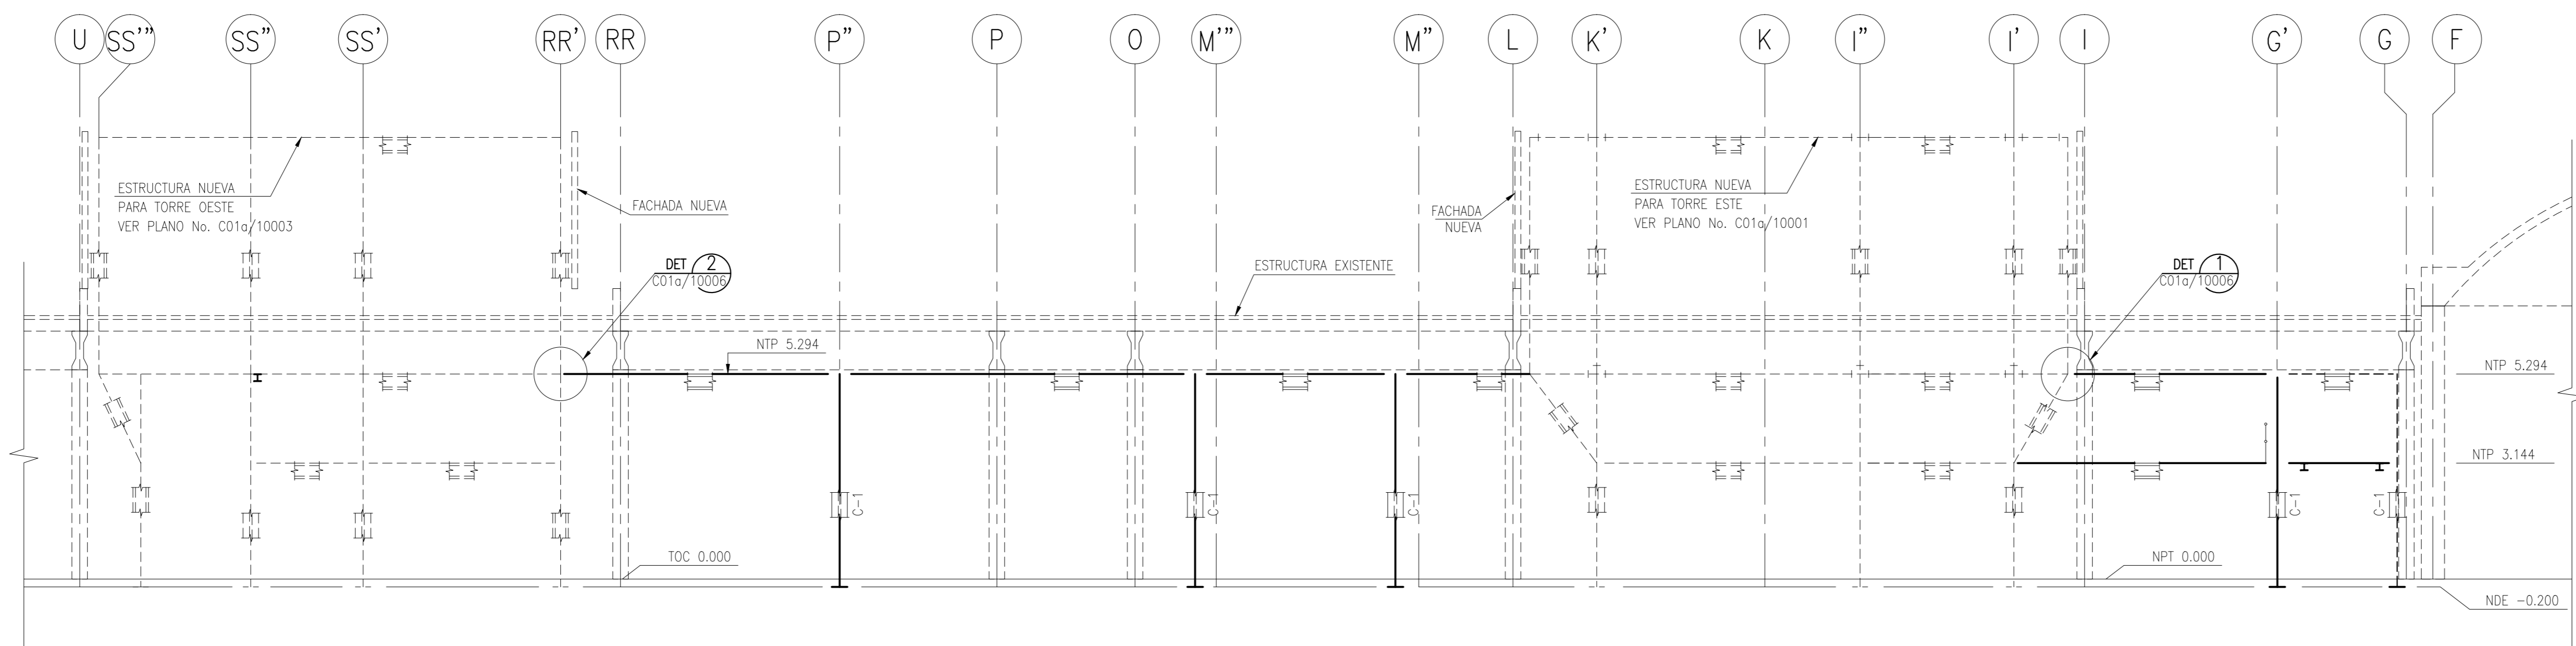 U
SS'"
SS"
SS'
RR'
RR
P"
P
O
M'"
M"
L
K'
K
I"
I'
I
G'
G
F
ESTRUCTURA NUEVA
PARA TORRE OESTE
VER PLANO No. C01a/10003
FACHADA NUEVA
DET 2
C01a/10006
ESTRUCTURA EXISTENTE
FACHADA
NUEVA
ESTRUCTURA NUEVA
PARA TORRE ESTE
VER PLANO No. C01a/10001
DET 1
C01a/10006
NTP 5.294
NTP 5.294
NTP 3.144
C-1
C-1
C-1
C-1
C-1
TOC 0.000
NPT 0.000
NDE -0.200